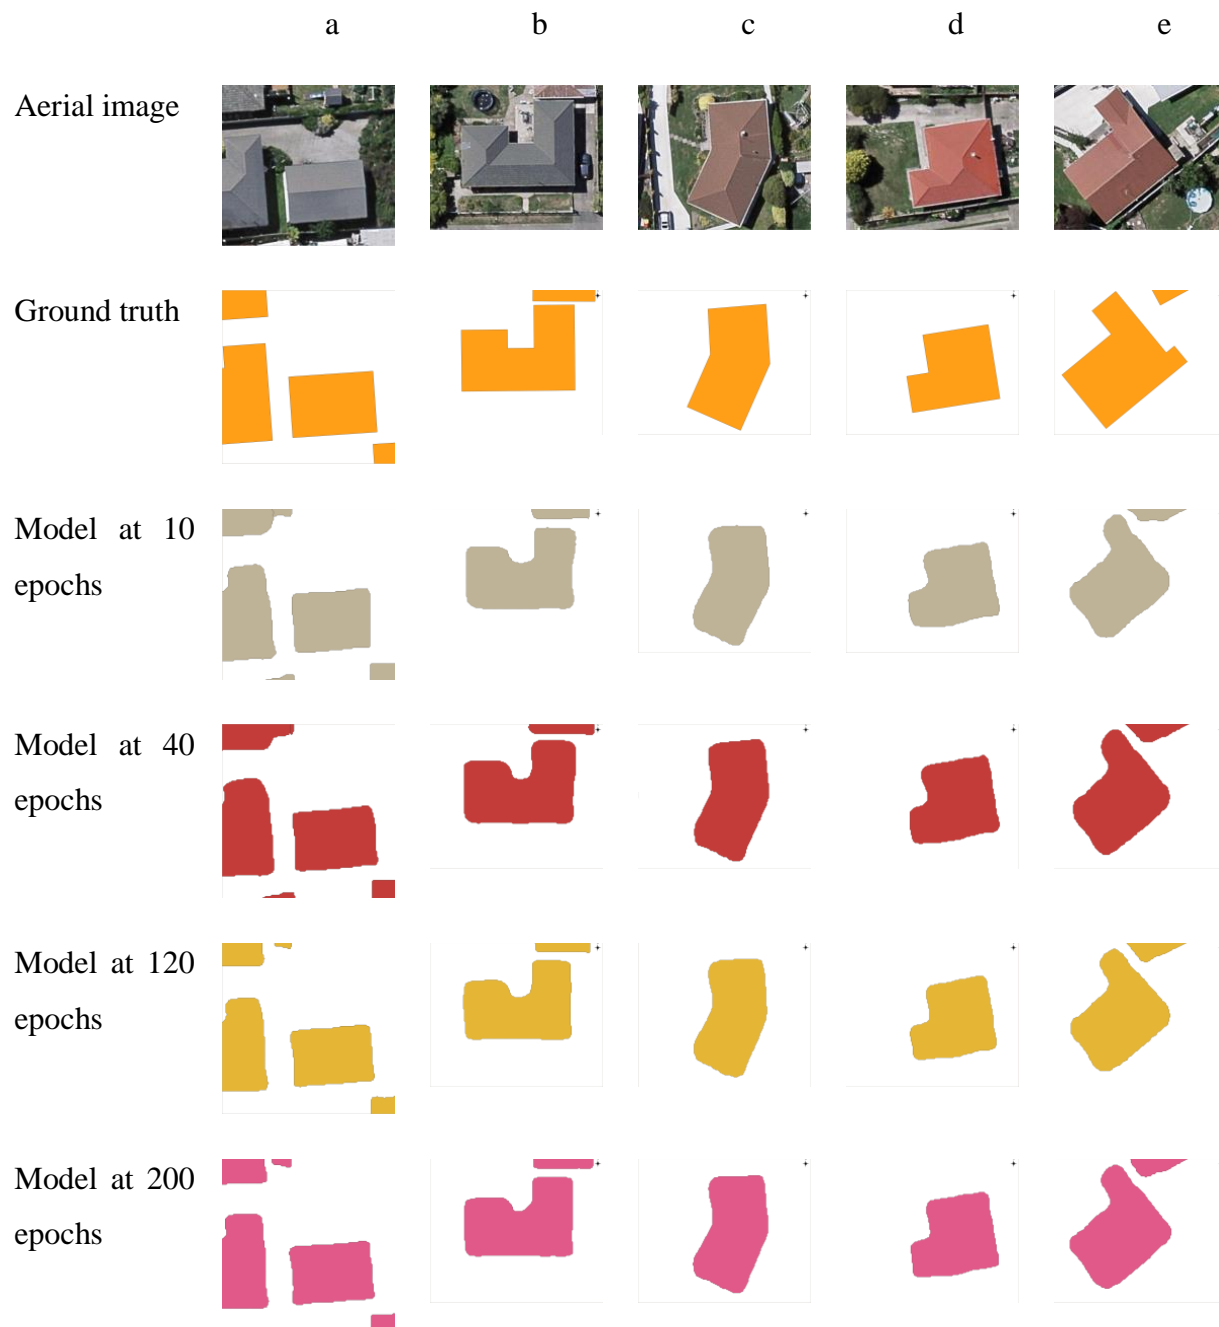 a b c d e
Aerial image
Ground truth
Model at 10
epochs
Model at 40
epochs
Model at 120
epochs
Model at 200
epochs